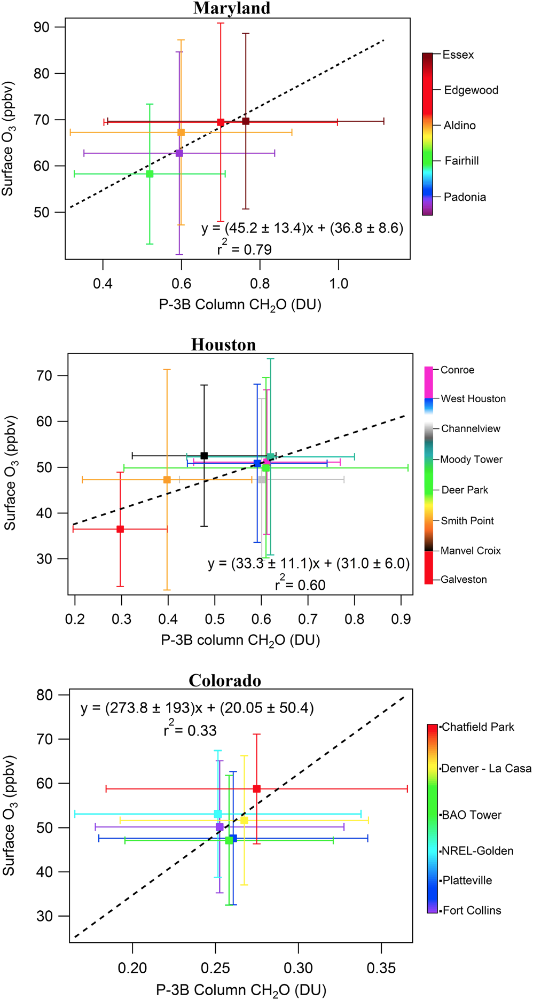 Maryland
90
80
70
60
50
Surface O3 (ppbv)
y = (45.2 ± 13.4)x + (36.8 ± 8.6)
r2 = 0.79
0.4 0.6 0.8 1.0
P-3B Column CH2O (DU)
Essex
Edgewood
Aldino
Fairhill
Padonia
Houston
70
60
50
40
30
Surface O3 (ppbv)
y = (33.3 ± 11.1)x + (31.0 ± 6.0)
r2= 0.60
0.2 0.3 0.4 0.5 0.6 0.7 0.8 0.9
P-3B column CH2O (DU)
Conroe
West Houston
Channelview
Moody Tower
Deer Park
Smith Point
Manvel Croix
Galveston
Colorado
80
70
60
50
40
30
Surface O3 (ppbv)
y = (273.8 ± 193)x + (20.05 ± 50.4)
r2= 0.33
0.20 0.25 0.30 0.35
P-3B Column CH2O (DU)
Chatfield Park
Denver - La Casa
BAO Tower
NREL-Golden
Platteville
Fort Collins